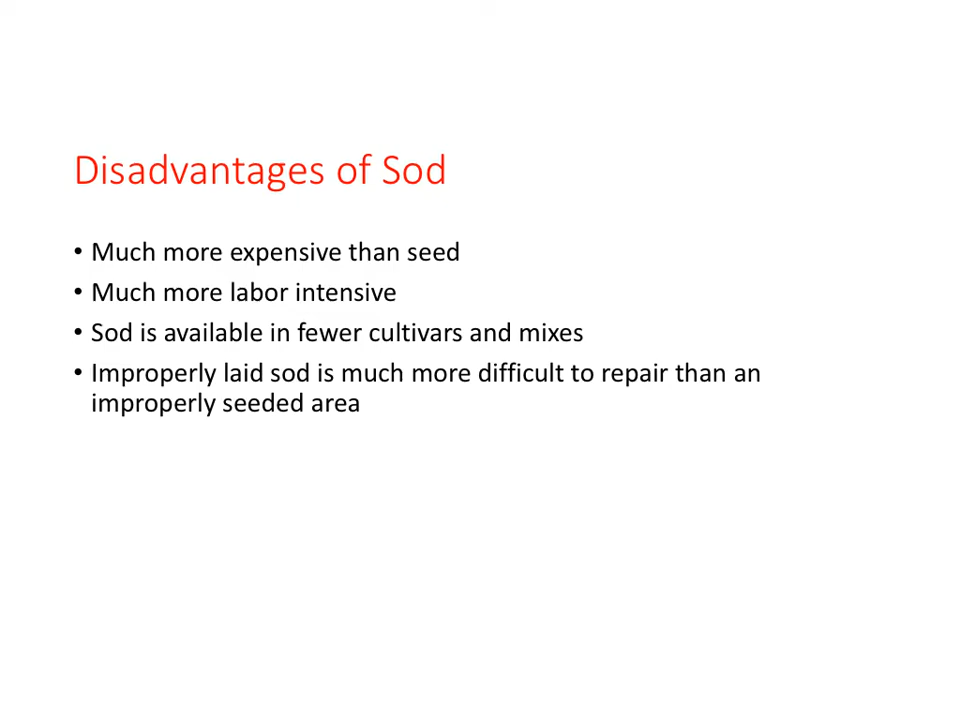 Disadvantages of Sod
• Much more expensive than seed
• Much more labor intensive
• Sod is available in fewer cultivars and mixes
• Improperly laid sod is much more difficult to repair than an
improperly seeded area